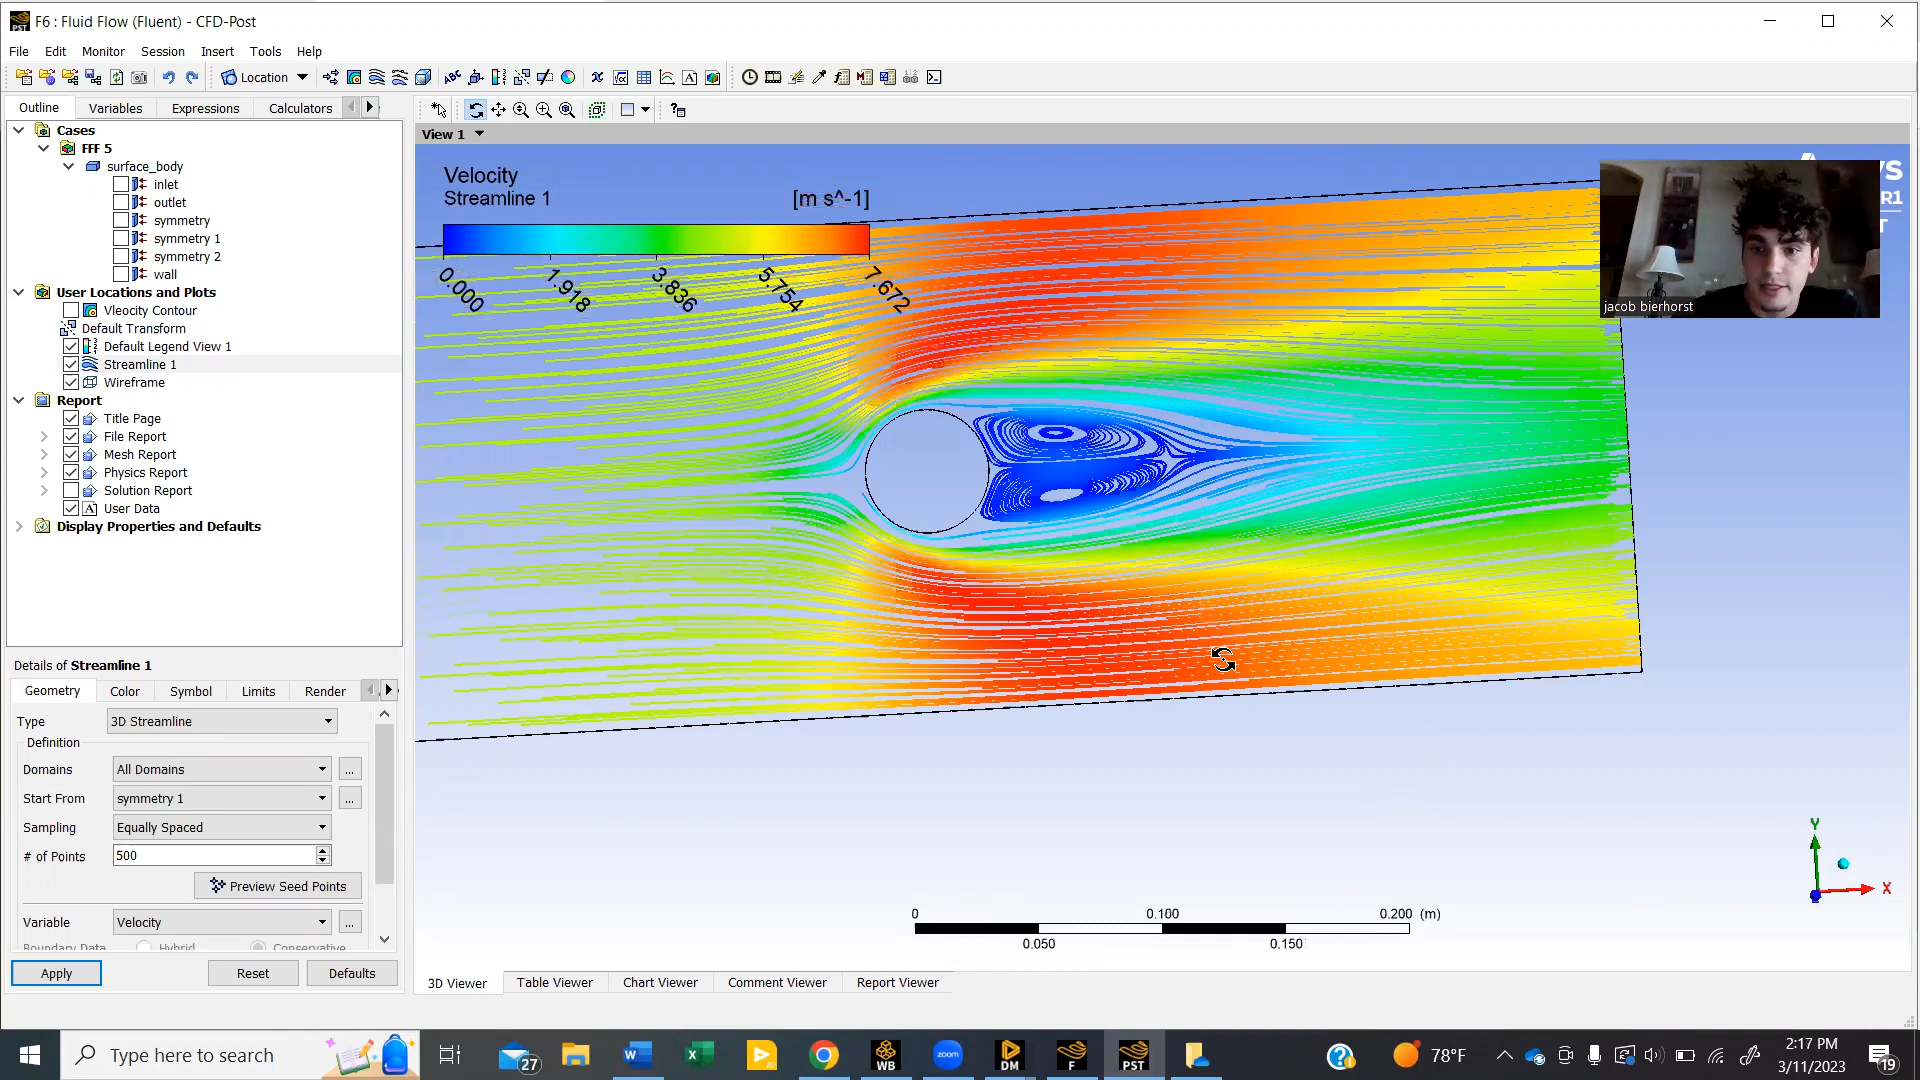 F6 : Fluid Flow (Fluent) - CFD-Post
File Edit Monitor Session Insert Tools Help
Location
Outline Variables Expressions Calculators
View 1
Cases
FFF 5
surface_body
inlet
outlet
symmetry
symmetry 1
symmetry 2
wall
User Locations and Plots
Vleocity Contour
Default Transform
Default Legend View 1
Streamline 1
Wireframe
Report
Title Page
File Report
Mesh Report
Physics Report
Solution Report
User Data
Display Properties and Defaults
Details of Streamline 1
Geometry Color Symbol Limits Render
Type 3D Streamline
Definition
Domains All Domains ...
Start From symmetry 1 ...
Sampling Equally Spaced
# of Points 500
Preview Seed Points
Variable Velocity ...
Boundary Data Hybrid Conservative
Apply Reset Defaults
Velocity
Streamline 1 [m s^-1]
0.000 1.918 3.836 5.754 7.672
R1
jacob bierhorst
Y
X
0 0.100 0.200 (m)
0.050 0.150
3D Viewer Table Viewer Chart Viewer Comment Viewer Report Viewer
Type here to search
27
WB
zoom
DM
F
PST
78°F
2:17 PM
3/11/2023
19